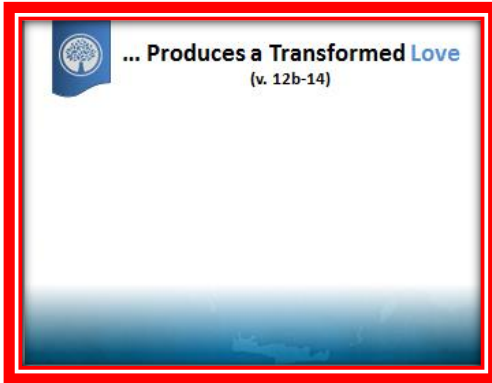 ... Produces a Transformed Love
(v. 12b-14)